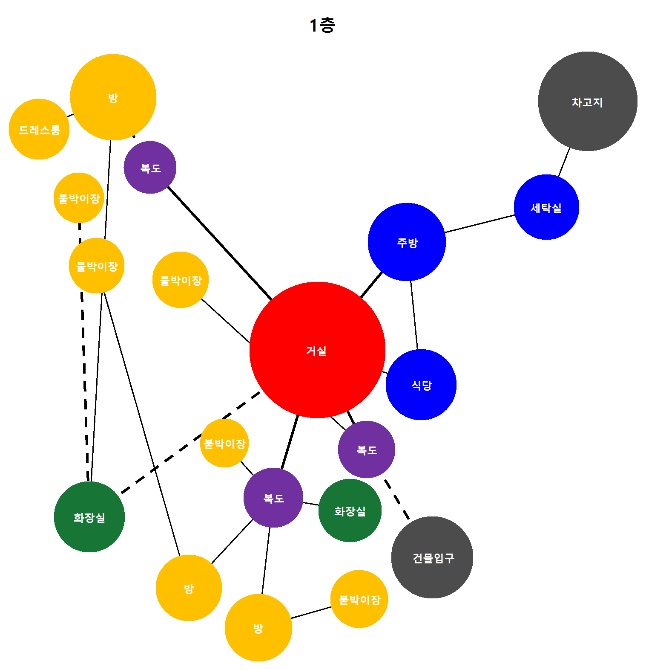 1층
방
차고지
드레스룸
복도
붙박이장
세탁실
주방
붙박이장
붙박이장
거실
식당
붙박이장
복도
복도
화장실
화장실
건물입구
방
붙박이장
방